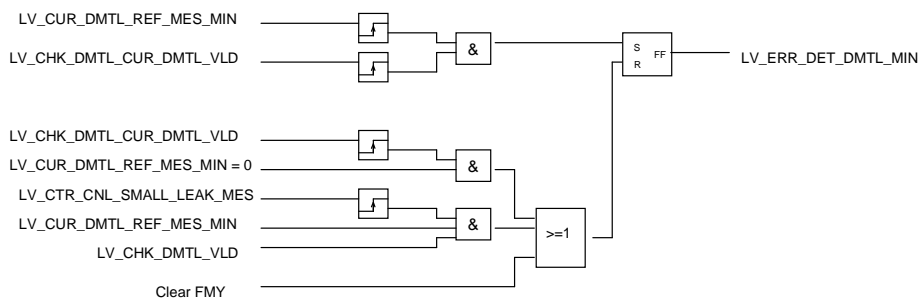 LV_CUR_DMTL_REF_MES_MIN
LV_CHK_DMTL_CUR_DMTL_VLD
&
S
R
FF
LV_ERR_DET_DMTL_MIN
LV_CHK_DMTL_CUR_DMTL_VLD
LV_CUR_DMTL_REF_MES_MIN = 0
&
LV_CTR_CNL_SMALL_LEAK_MES
LV_CUR_DMTL_REF_MES_MIN
&
>=1
LV_CHK_DMTL_VLD
Clear FMY